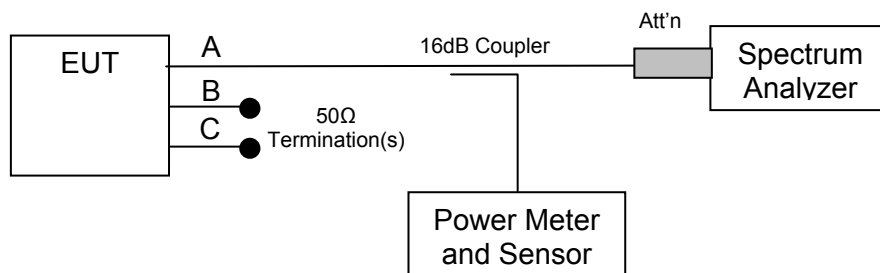 Att'n
A
16dB Coupler
EUT
Spectrum
Analyzer
B
50Ω
C
Termination(s)
Power Meter
and Sensor